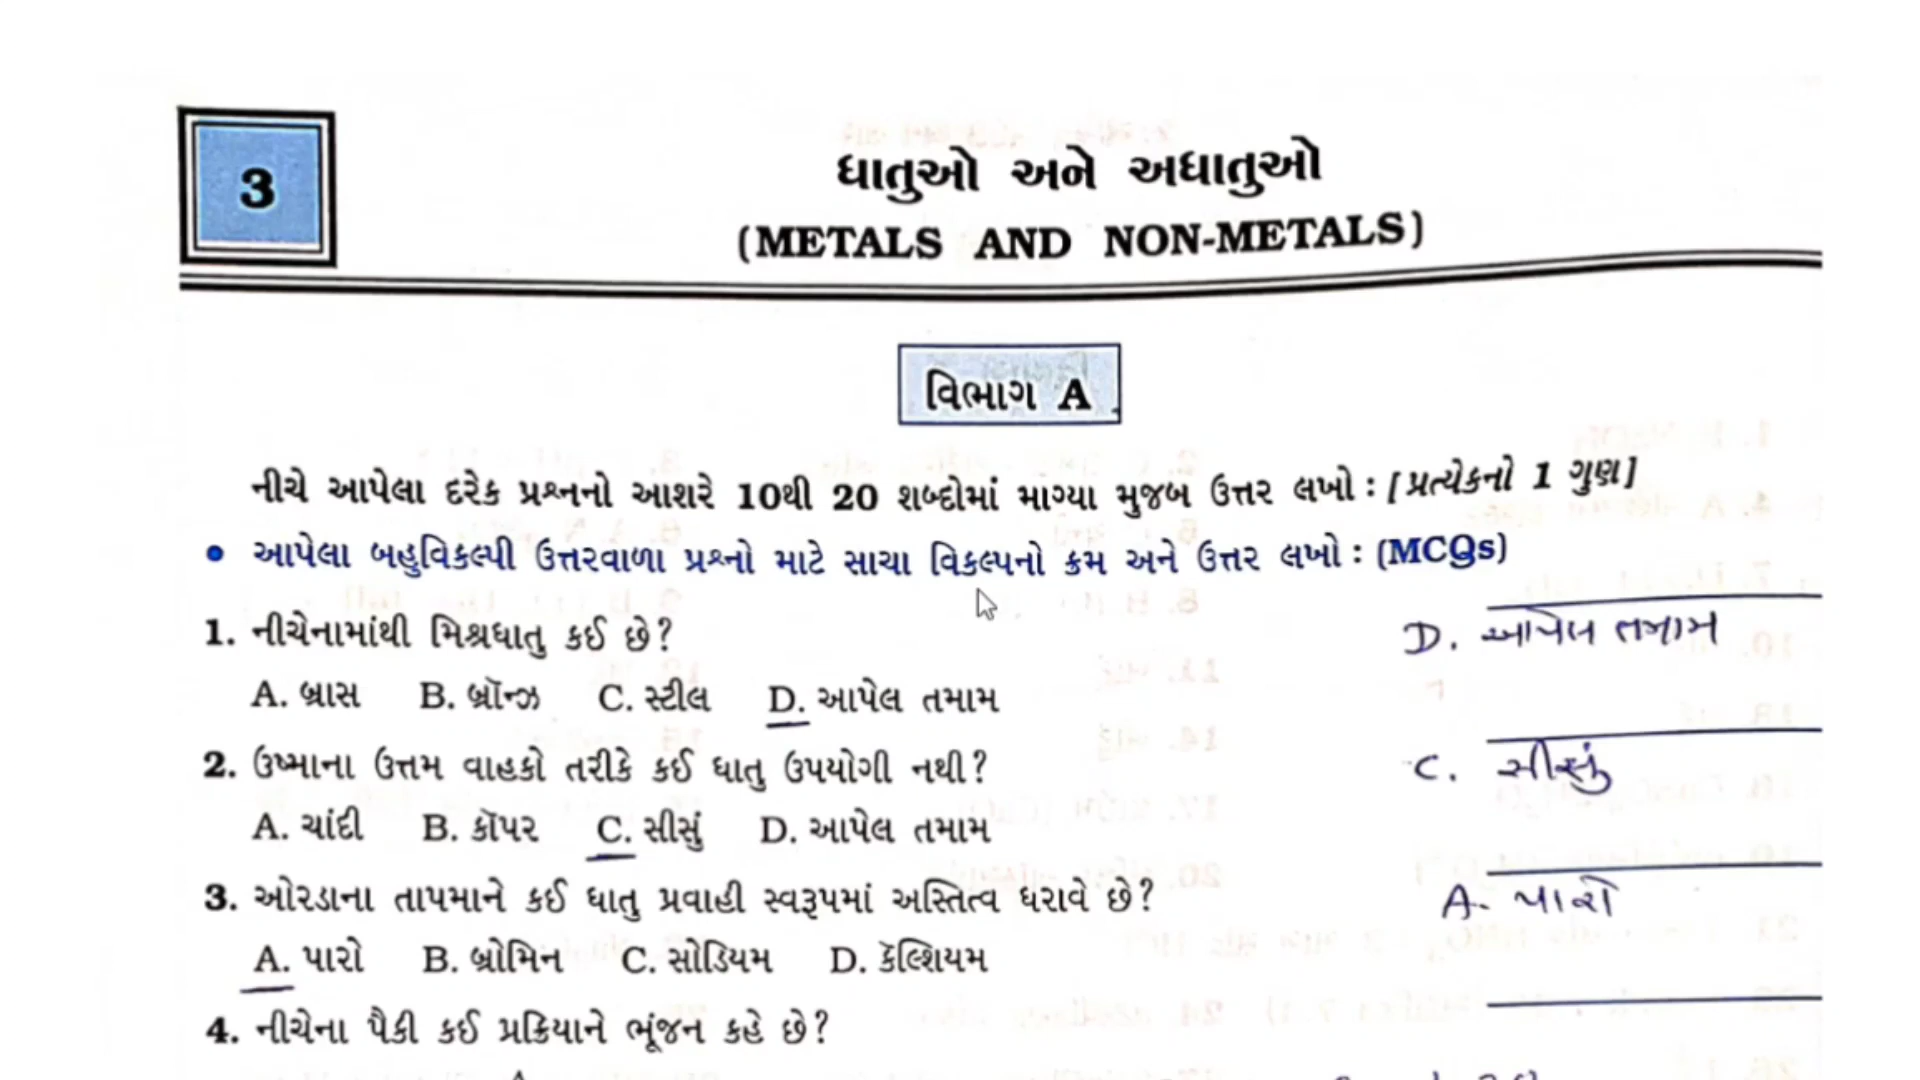 3
ધાતુઓ અને અધાતુઓ
(METALS AND NON-METALS)
વિભાગ A
નીચે આપેલા દરેક પ્રશ્નનો આશરે 10થી 20 શબ્દોમાં માગ્યા મુજબ ઉત્તર લખો : [પ્રત્યેકનો 1 ગુણ]
• આપેલા બહુવિકલ્પી ઉત્તરવાળા પ્રશ્નો માટે સાચા વિકલ્પનો ક્રમ અને ઉત્તર લખો : (MCQs)
1. નીચેનામાંથી મિશ્રધાતુ કઈ છે?
D. આપેલ તમામ
A. બ્રાસ B. બ્રૉન્ઝ C. સ્ટીલ D. આપેલ તમામ
2. ઉષ્માના ઉત્તમ વાહકો તરીકે કઈ ધાતુ ઉપયોગી નથી?
C. સીસું
A. ચાંદી B. કૉપર C. સીસું D. આપેલ તમામ
3. ઓરડાના તાપમાને કઈ ધાતુ પ્રવાહી સ્વરૂપમાં અસ્તિત્વ ધરાવે છે?
A. પારો
A. પારો B. બ્રોમિન C. સોડિયમ D. કૅલ્શિયમ
4. નીચેના પૈકી કઈ પ્રક્રિયાને ભૂંજન કહે છે?